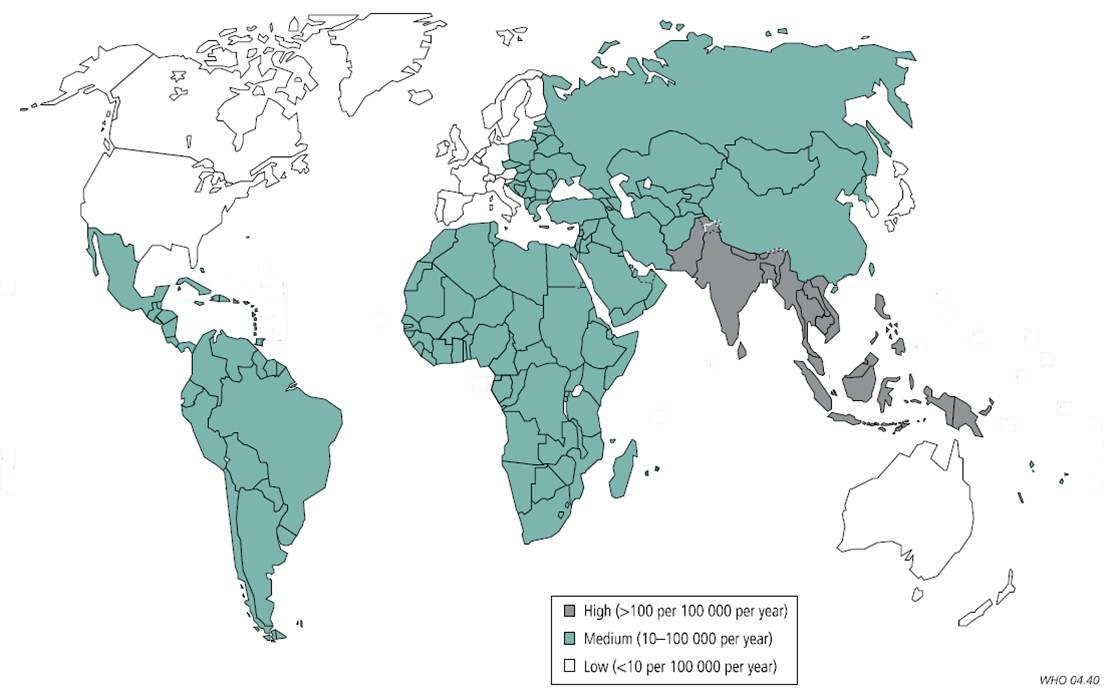 High (>100 per 100 000 per year)
Medium (10–100 000 per year)
Low (<10 per 100 000 per year)
WHO 04.40